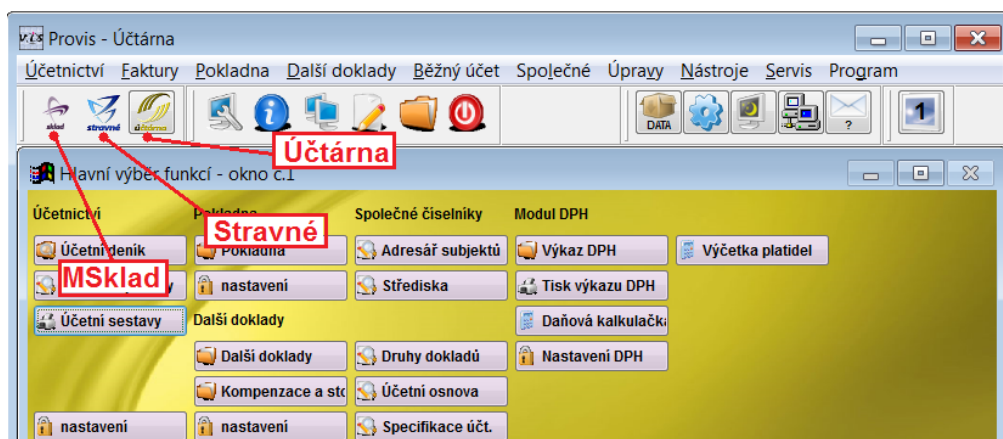 v.i.s Provis - Účtárna
Účetnictví Faktury Pokladna Další doklady Běžný účet Společné Úpravy Nástroje Servis Program
sklad stravné účtárna DATA ? 1
Účtárna
Hlavní výběr funkcí - okno č.1
Účetnictví Pokladna Společné číselníky Modul DPH
Stravné
Účetní deník Pokladna Adresář subjektů Výkaz DPH Výčetka platidel
MSklad
nastavení Střediska Tisk výkazu DPH
Účetní sestavy Další doklady Daňová kalkulačka
Další doklady Druhy dokladů Nastavení DPH
Kompenzace a sto Účetní osnova
nastavení nastavení Specifikace účt.